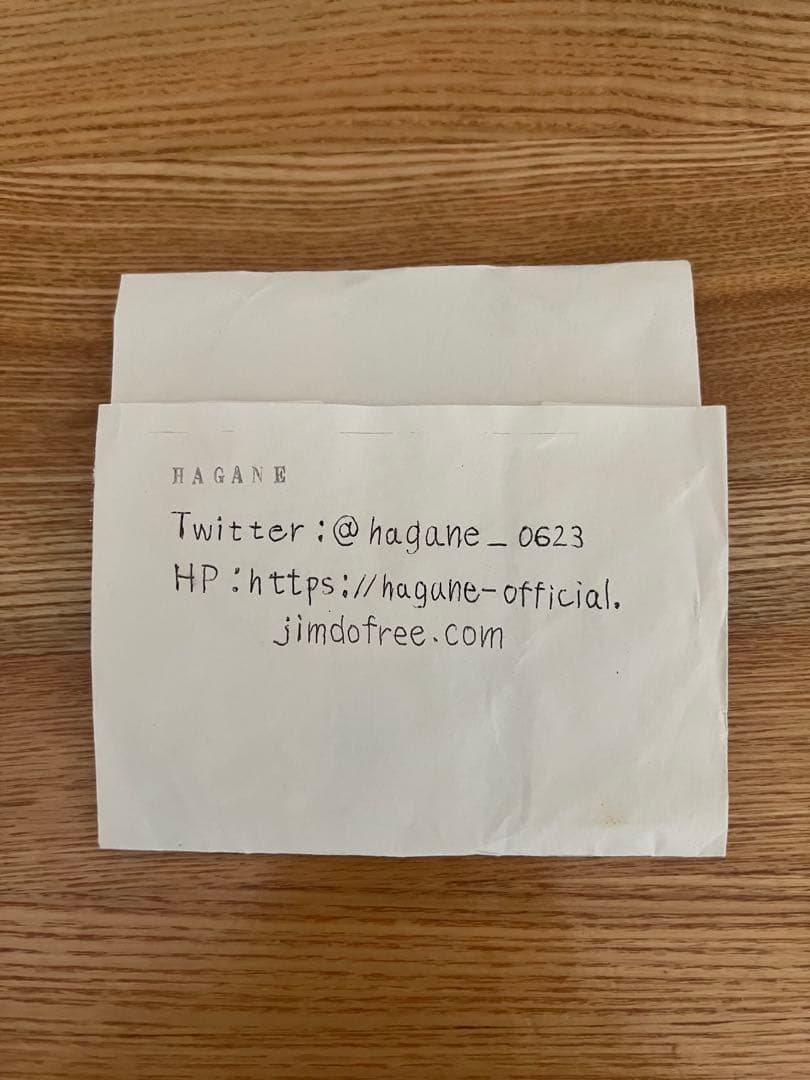 HAGANE
Twitter:@hagane_0623
HP:https://hagane-official.
jimdofree.com